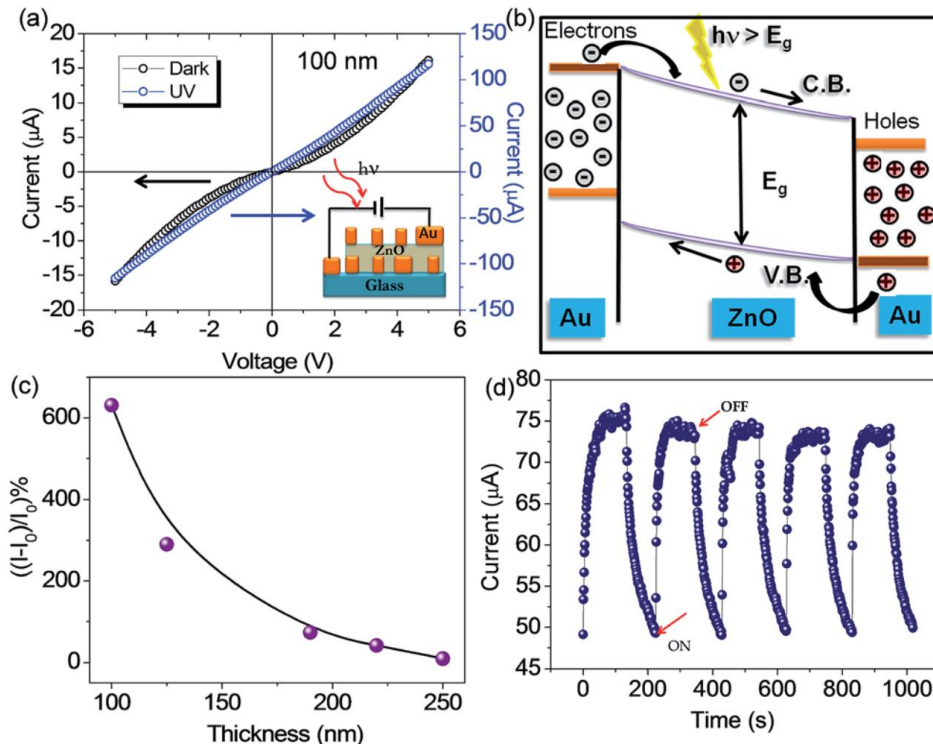 (a)
20
15
10
5
0
-5
-10
-15
-20
Current (μA)
Dark
UV
100 nm
150
100
50
0
-50
-100
-150
Current (μA)
hν
Au
ZnO
Glass
-6 -4 -2 0 2 4 6
Voltage (V)
(b)
Electrons
hν > Eg
C.B.
Holes
Eg
V.B.
Au
ZnO
Au
(c)
600
400
200
0
((I-I0)/I0)%
100 150 200 250
Thickness (nm)
(d)
80
75
70
65
60
55
50
45
Current (μA)
OFF
ON
0 200 400 600 800 1000
Time (s)